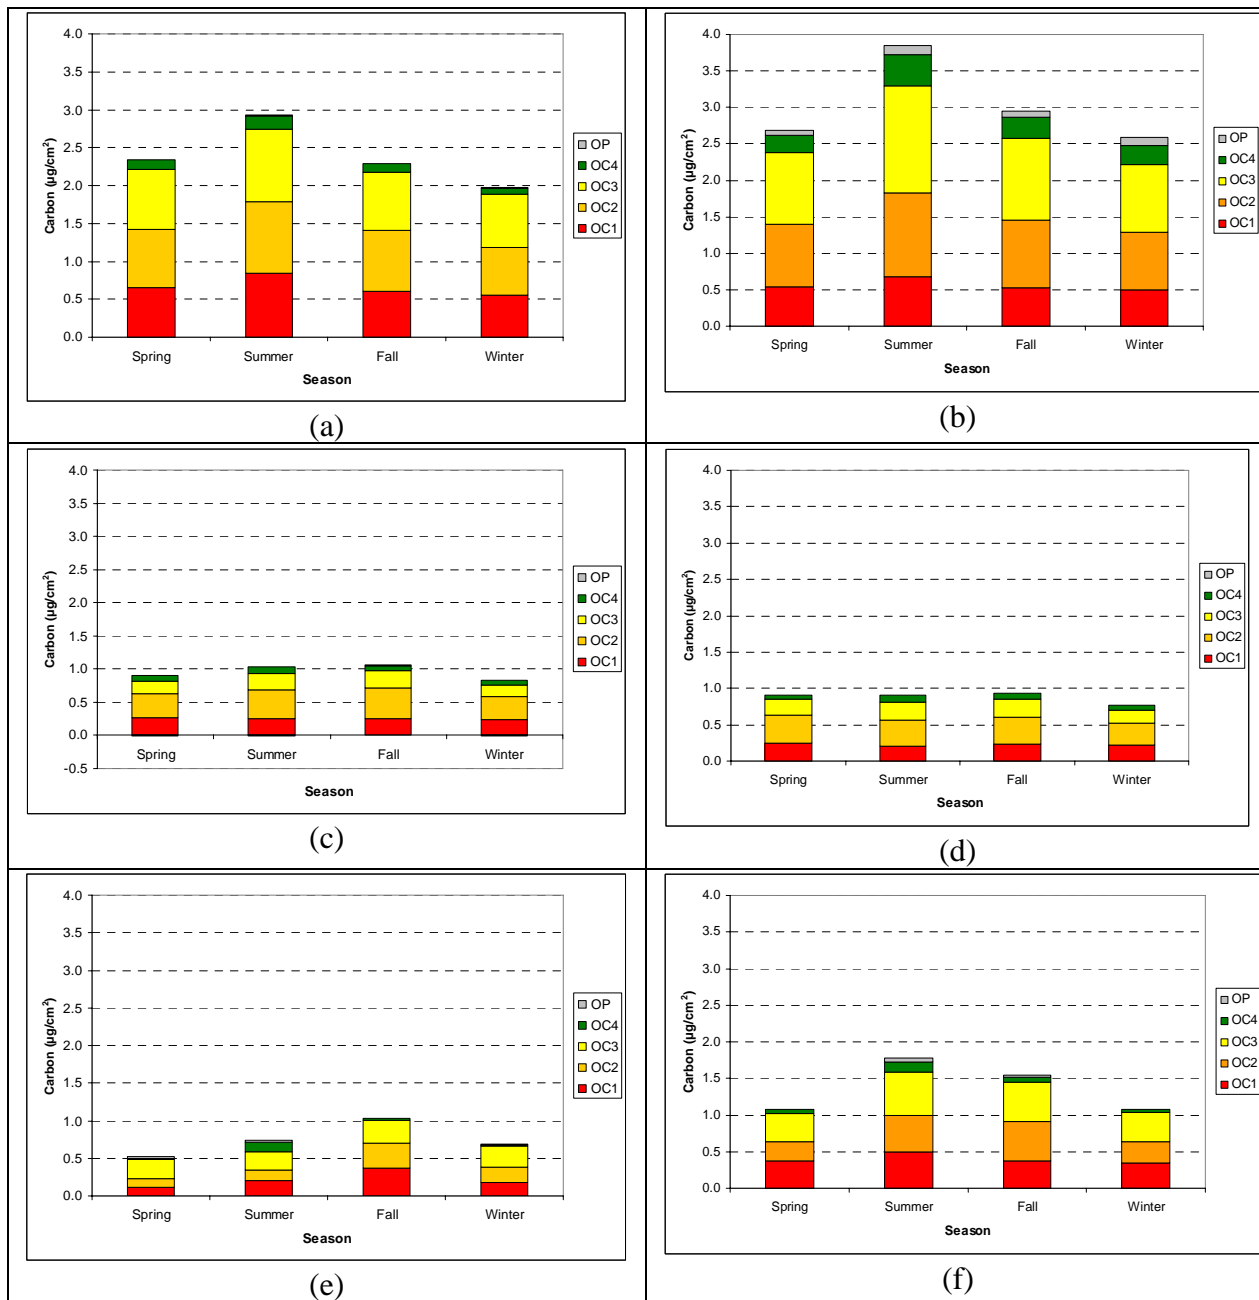 4.0
3.5
3.0
2.5
2.0
1.5
1.0
0.5
0.0
Carbon (µg/cm²)
Spring Summer Fall Winter
Season
OP
OC4
OC3
OC2
OC1
(a)
4.0
3.5
3.0
2.5
2.0
1.5
1.0
0.5
0.0
Carbon (µg/cm²)
Spring Summer Fall Winter
Season
OP
OC4
OC3
OC2
OC1
(b)
4.0
3.5
3.0
2.5
2.0
1.5
1.0
0.5
0.0
-0.5
Carbon (µg/cm²)
Spring Summer Fall Winter
Season
OP
OC4
OC3
OC2
OC1
(c)
4.0
3.5
3.0
2.5
2.0
1.5
1.0
0.5
0.0
Carbon (µg/cm²)
Spring Summer Fall Winter
Season
OP
OC4
OC3
OC2
OC1
(d)
4.0
3.5
3.0
2.5
2.0
1.5
1.0
0.5
0.0
Carbon (µg/cm²)
Spring Summer Fall Winter
Season
OP
OC4
OC3
OC2
OC1
(e)
4.0
3.5
3.0
2.5
2.0
1.5
1.0
0.5
0.0
Carbon (µg/cm²)
Spring Summer Fall Winter
Season
OP
OC4
OC3
OC2
OC1
(f)